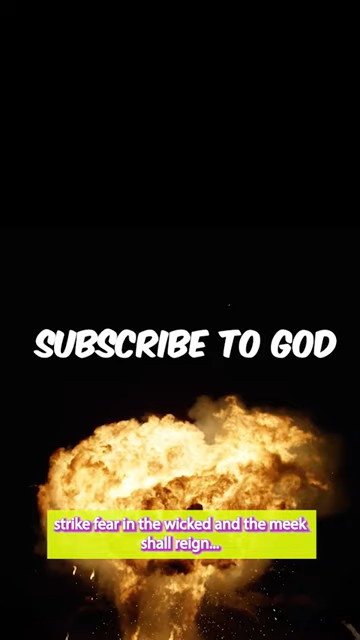 SUBSCRIBE TO GOD
strike fear in the wicked and the meek
shall reign...